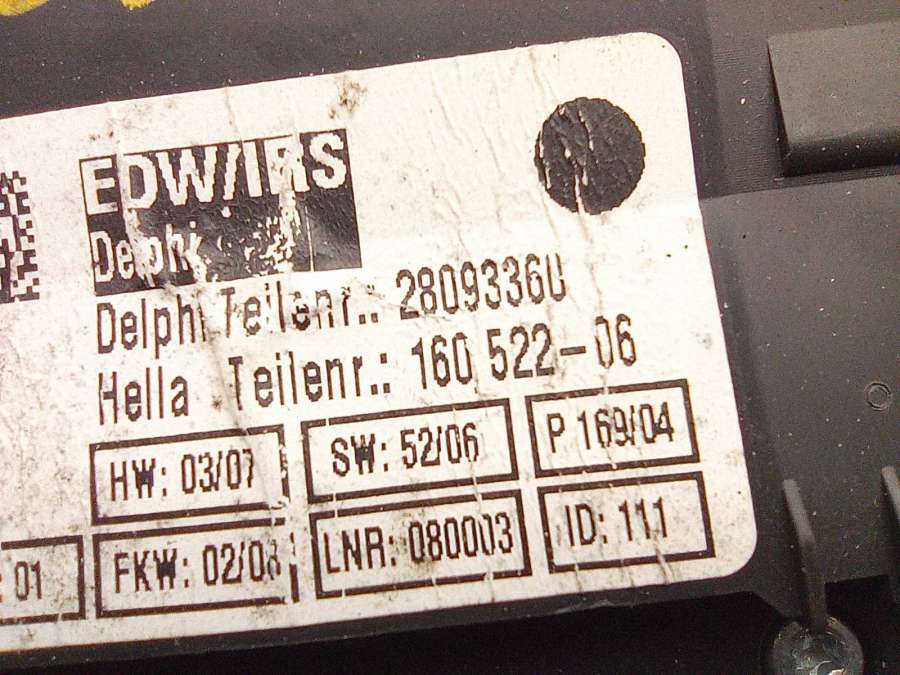 EDW/IRS
Delphi
Delphi Teilenr.: 28093360
Hella Teilenr.: 160 522-06
HW: 03/07 SW: 52/06 P 169/04
: 01 FKW: 02/08 LNR: 080003 ID: 111